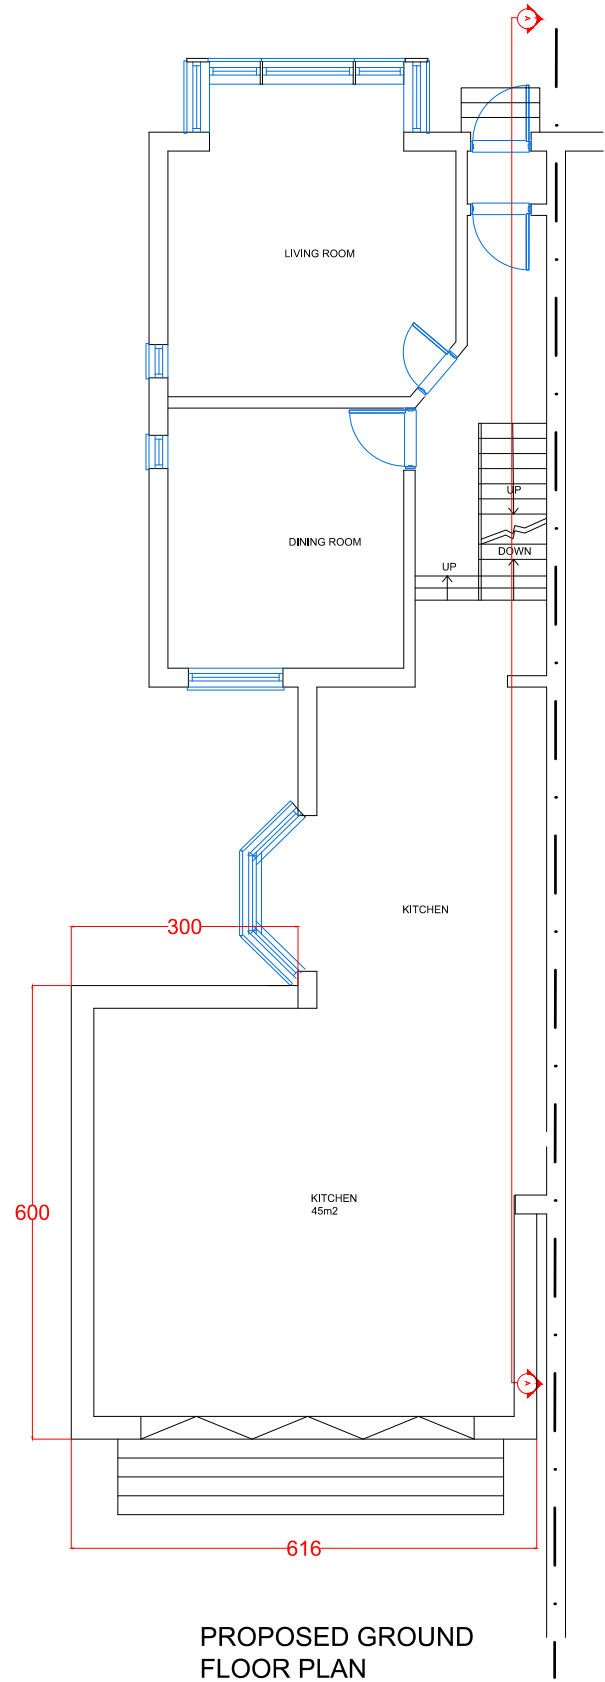 A
LIVING ROOM
UP
DINING ROOM
DOWN
UP
KITCHEN
300
KITCHEN
45m2
600
A
616
PROPOSED GROUND
FLOOR PLAN